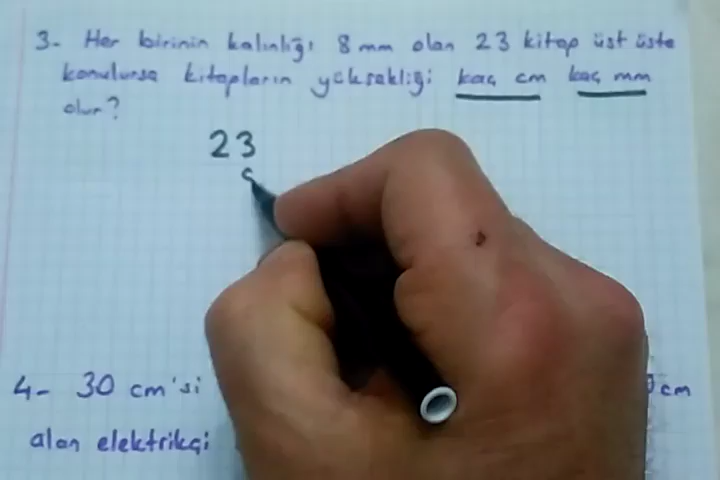 3- Her birinin kalınlığı 8 mm olan 23 kitap üst üste
konulursa kitapların yüksekliği kaç cm kaç mm
olur?
23
4- 30 cm'si cm
alan elektrikçi